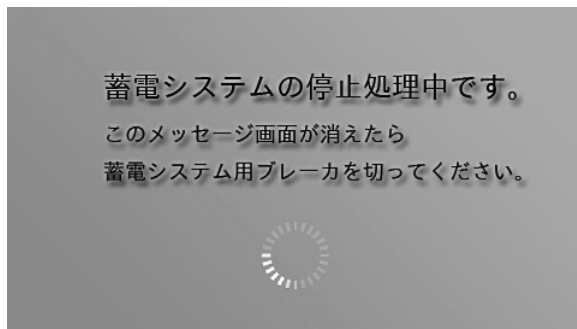 蓄電システムの停止処理中です。
このメッセージ画面が消えたら
蓄電システム用ブレーカを切ってください。